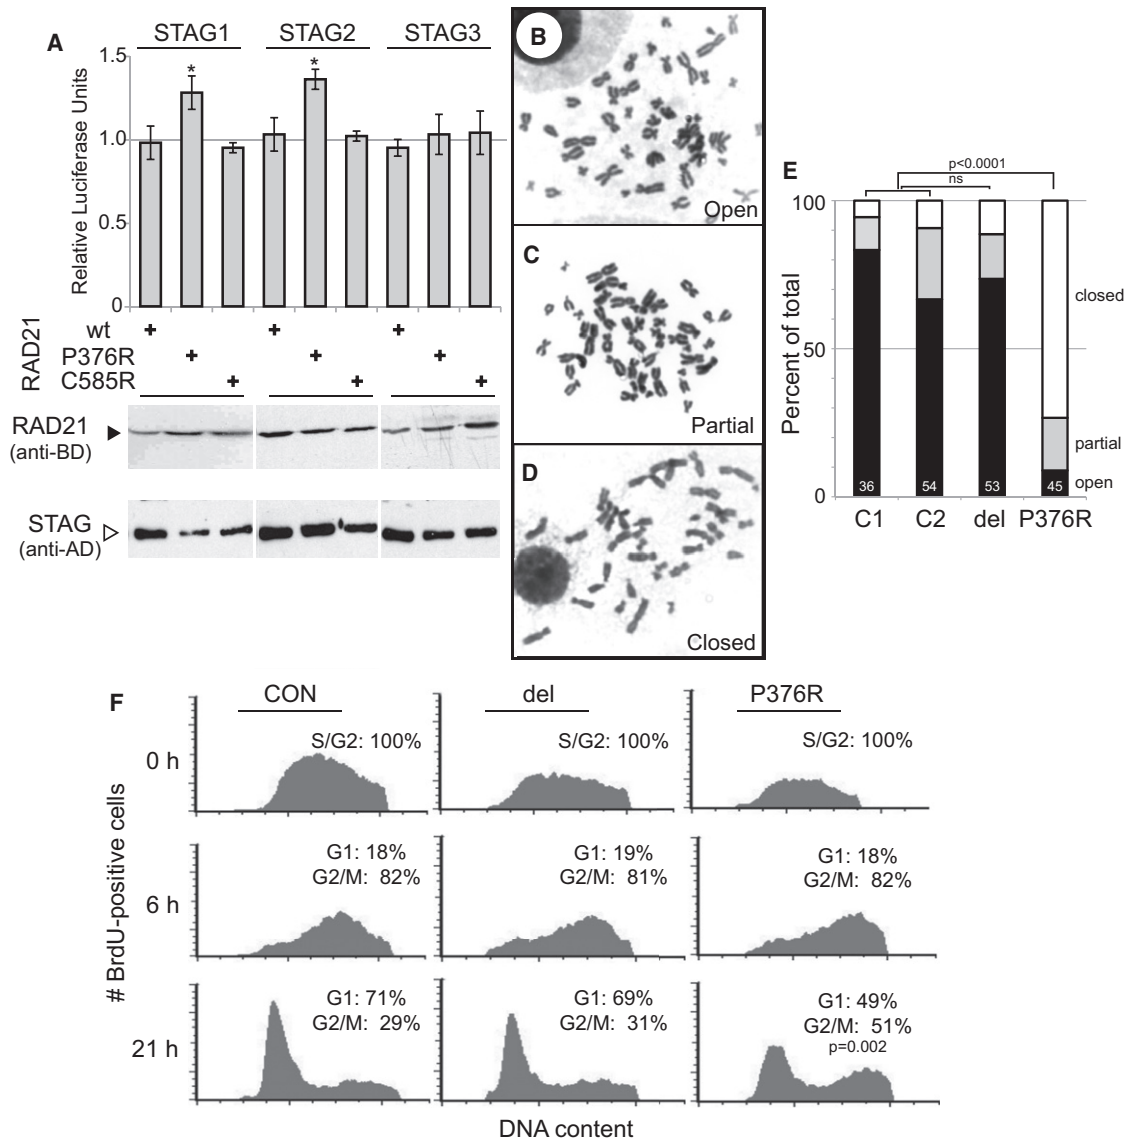 A
STAG1 STAG2 STAG3
Relative Luciferase Units
1.5
1.0
0.5
0
* *
RAD21
wt + + +
P376R + + +
C585R + + +
RAD21
(anti-BD)
STAG
(anti-AD)
B
Open
C
Partial
D
Closed
E
p<0.0001
ns
Percent of total
100
50
0
closed
partial
open
36 54 53 45
C1 C2 del P376R
F
CON del P376R
# BrdU-positive cells
0 h
S/G2: 100% S/G2: 100% S/G2: 100%
6 h
G1: 18% G1: 19% G1: 18%
G2/M: 82% G2/M: 81% G2/M: 82%
21 h
G1: 71% G1: 69% G1: 49%
G2/M: 29% G2/M: 31% G2/M: 51%
p=0.002
DNA content